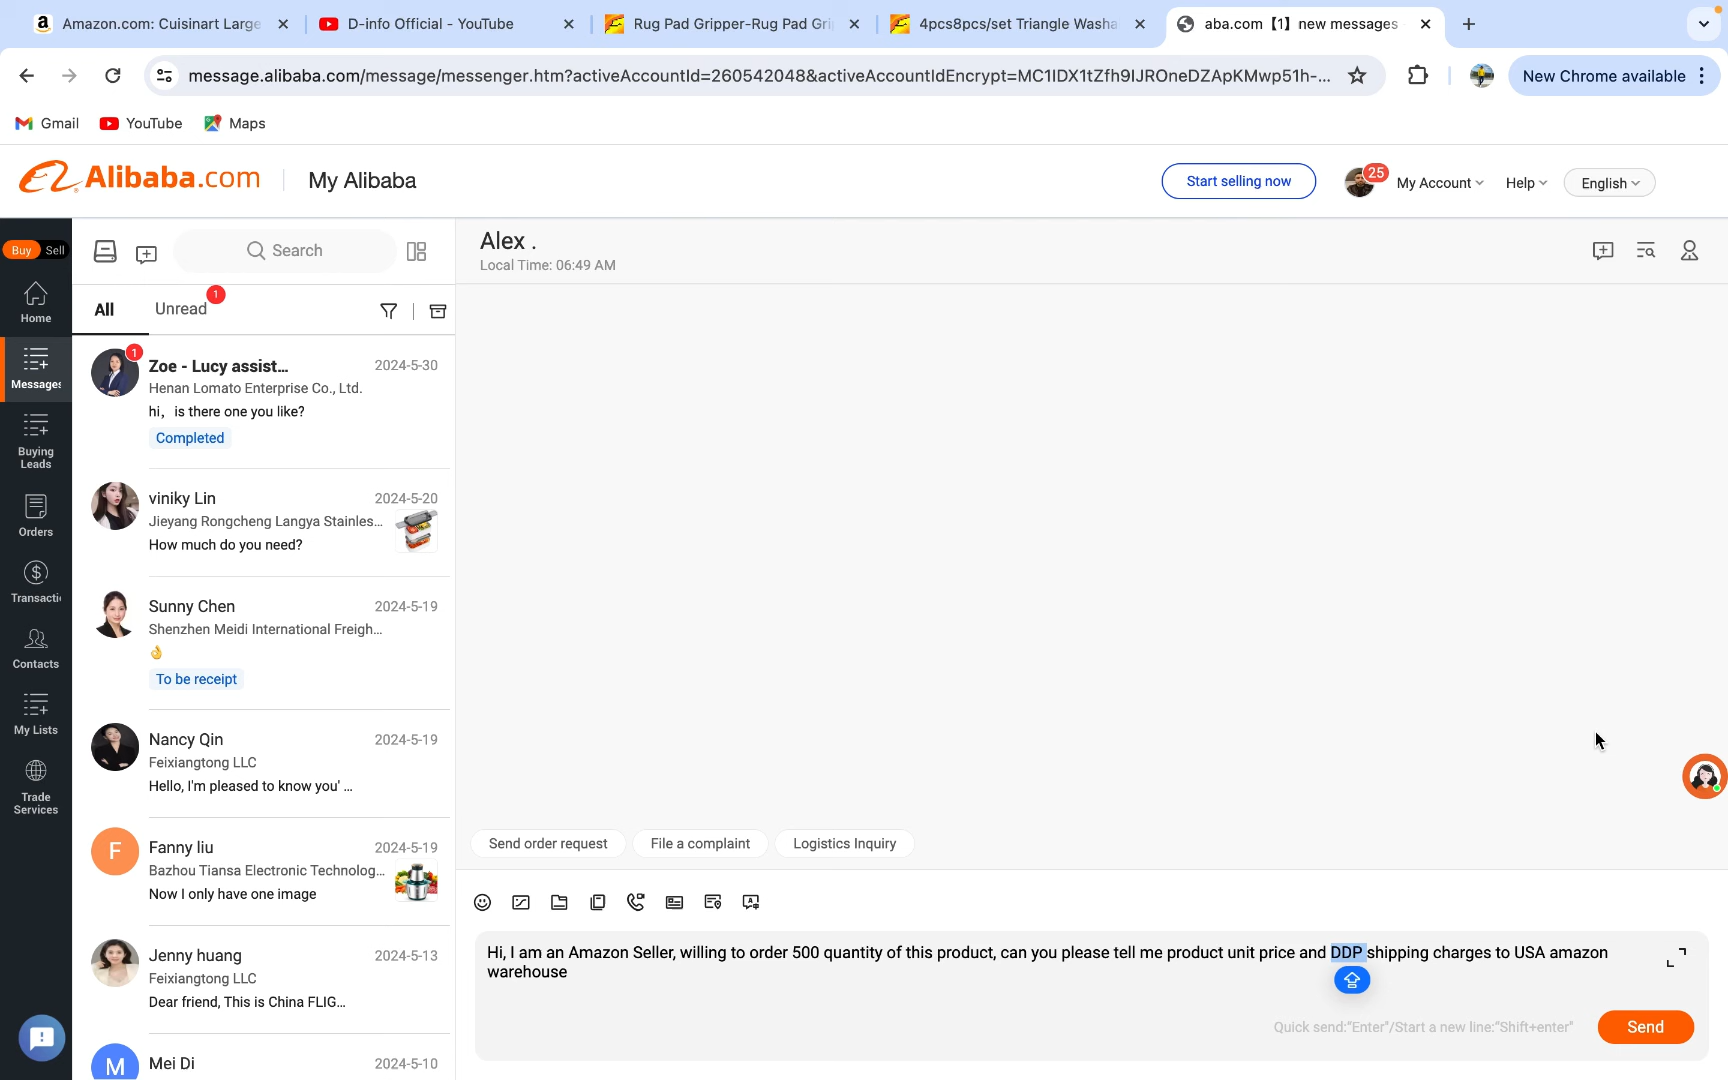 Amazon.com: Cuisinart Large
D-info Official - YouTube
Rug Pad Gripper-Rug Pad Gri
4pcs8pcs/set Triangle Washa
aba.com【1】new messages
message.alibaba.com/message/messenger.htm?activeAccountId=260542048&activeAccountIdEncrypt=MC1IDX1tZfh9IJROneDZApKMwp51h-...
New Chrome available
Gmail
YouTube
Maps
Alibaba.com
My Alibaba
Start selling now
25
My Account
Help
English
Buy
Sell
Home
Messages
Buying
Leads
Orders
Transacti
Contacts
My Lists
Trade
Services
Search
All
Unread
1
1
Zoe - Lucy assist...
2024-5-30
Henan Lomato Enterprise Co., Ltd.
hi，is there one you like?
Completed
viniky Lin
2024-5-20
Jieyang Rongcheng Langya Stainles...
How much do you need?
Sunny Chen
2024-5-19
Shenzhen Meidi International Freigh...
👌
To be receipt
Nancy Qin
2024-5-19
Feixiangtong LLC
Hello, I'm pleased to know you' ...
F
Fanny liu
2024-5-19
Bazhou Tiansa Electronic Technolog...
Now I only have one image
Jenny huang
2024-5-13
Feixiangtong LLC
Dear friend, This is China FLIG...
M
Mei Di
2024-5-10
Alex .
Local Time: 06:49 AM
Send order request
File a complaint
Logistics Inquiry
Hi, I am an Amazon Seller, willing to order 500 quantity of this product, can you please tell me product unit price and DDP shipping charges to USA amazon
warehouse
Quick send:"Enter"/Start a new line:"Shift+enter"
Send